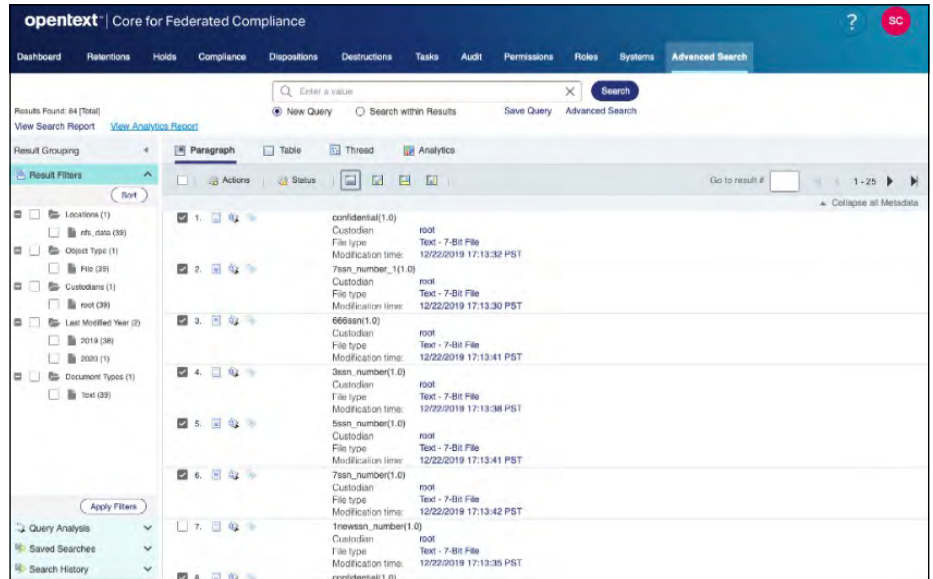 opentext™ | Core for Federated Compliance
? SC
Dashboard Retentions Holds Compliance Dispositions Destructions Tasks Audit Permissions Roles Systems Advanced Search
Enter a value Search
Results Found: 84 [Total] New Query Search within Results Save Query Advanced Search
View Search Report View Analytics Report
Result Grouping Paragraph Table Thread Analytics
Result Filters Actions Status Go to result # 1-25
Sort Collapse all Metadata
Locations (1)
nfs_data (39)
Object Type (1)
File (39)
Custodians (1)
root (39)
Last Modified Year (2)
2019 (38)
2020 (1)
Document Types (1)
Text (39)
Apply Filters
Query Analysis
Saved Searches
Search History
1. confidential(1.0)
Custodian root
File type Text - 7-Bit File
Modification time: 12/22/2019 17:13:32 PST
2. 7ssn_number_1(1.0)
Custodian root
File type Text - 7-Bit File
Modification time: 12/22/2019 17:13:30 PST
3. 666ssn(1.0)
Custodian root
File type Text - 7-Bit File
Modification time: 12/22/2019 17:13:41 PST
4. 3ssn_number(1.0)
Custodian root
File type Text - 7-Bit File
Modification time: 12/22/2019 17:13:38 PST
5. 5ssn_number(1.0)
Custodian root
File type Text - 7-Bit File
Modification time: 12/22/2019 17:13:41 PST
6. 7ssn_number(1.0)
Custodian root
File type Text - 7-Bit File
Modification time: 12/22/2019 17:13:42 PST
7. 1newssn_number(1.0)
Custodian root
File type Text - 7-Bit File
Modification time: 12/22/2019 17:13:35 PST
8. confidential(1.0)